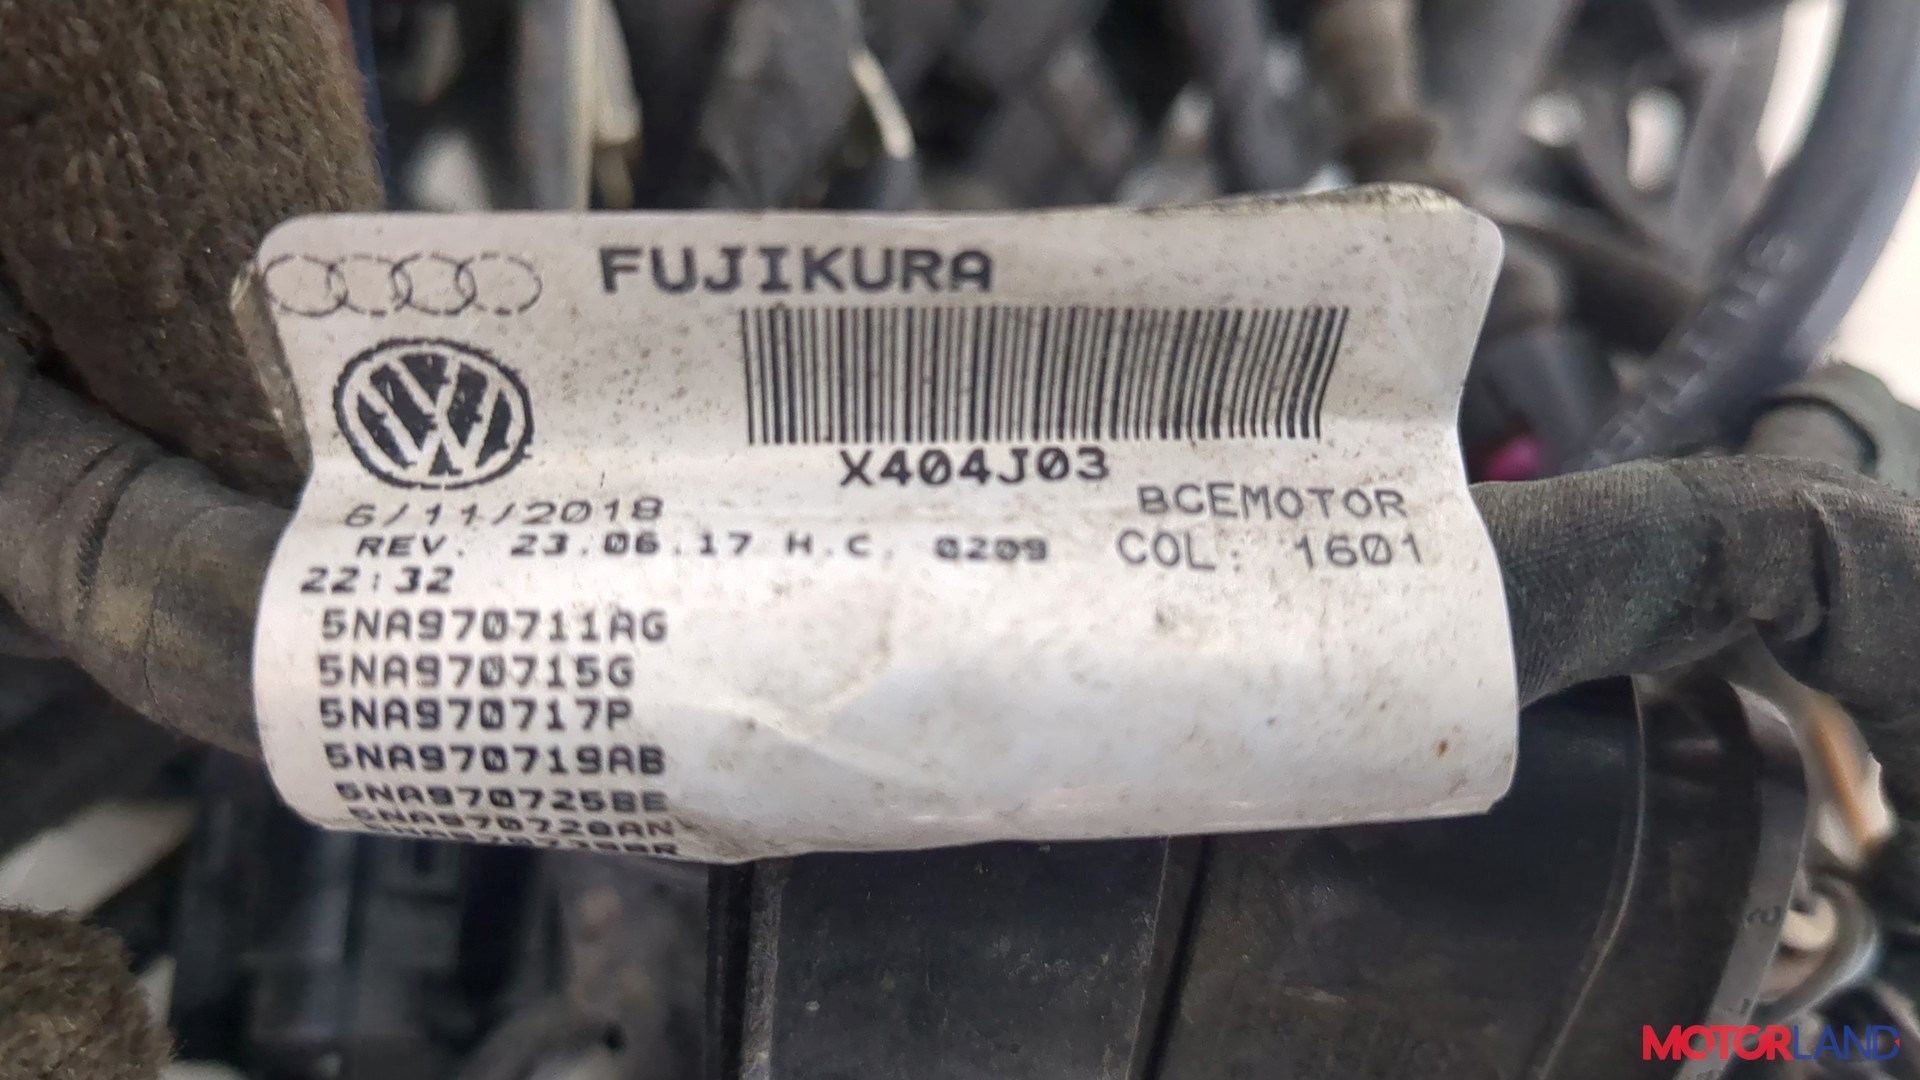 FUJIKURA
X404J03
BCEMOTOR
6/11/2018
REV. 23.06.17 H.C. 0209 COL: 1601
22:32
5NA970711AG
5NA970715G
5NA970717P
5NA970719AB
5NA970725BE
5NA970728AN
MOTORLAND